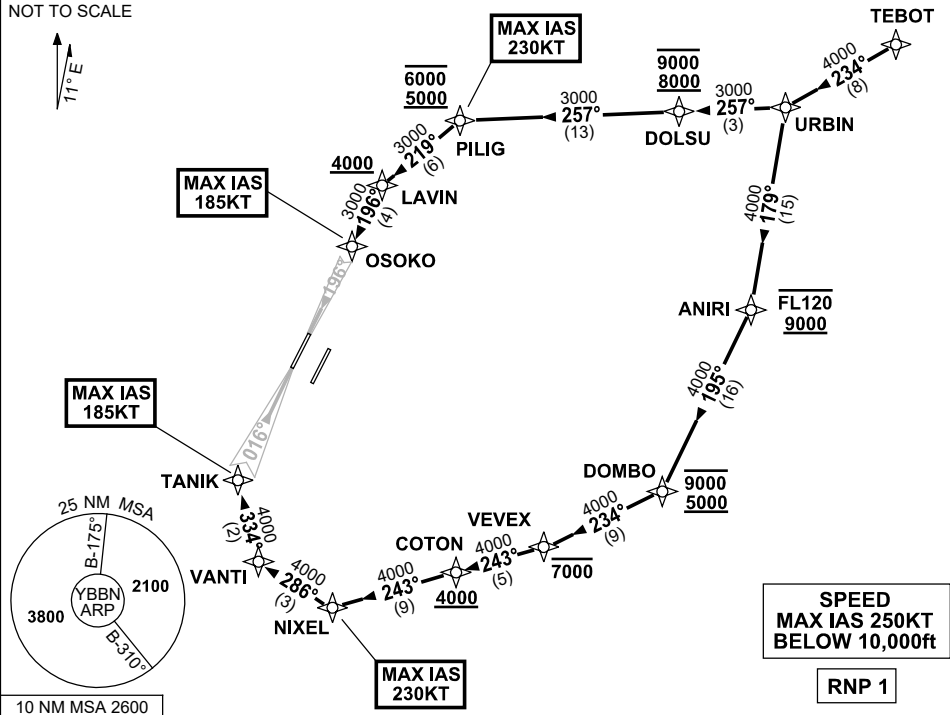 NOT TO SCALE
11° E
TEBOT
4000
234°
(8)
URBIN
3000
257°
(3)
9000
8000
DOLSU
3000
257°
(13)
MAX IAS
230KT
6000
5000
PILIG
3000
219°
(6)
4000
LAVIN
3000
196°
(4)
MAX IAS
185KT
OSOKO
196°
4000
179°
(15)
ANIRI
FL120
9000
4000
195°
(16)
DOMBO
9000
5000
4000
234°
(9)
VEVEX
7000
4000
243°
(5)
COTON
4000
4000
243°
(9)
NIXEL
MAX IAS
230KT
4000
286°
(3)
VANTI
4000
334°
(2)
TANIK
MAX IAS
185KT
016°
25 NM MSA
B-175°
2100
YBBN
ARP
3800
B-310°
10 NM MSA 2600
SPEED
MAX IAS 250KT
BELOW 10,000ft
RNP 1